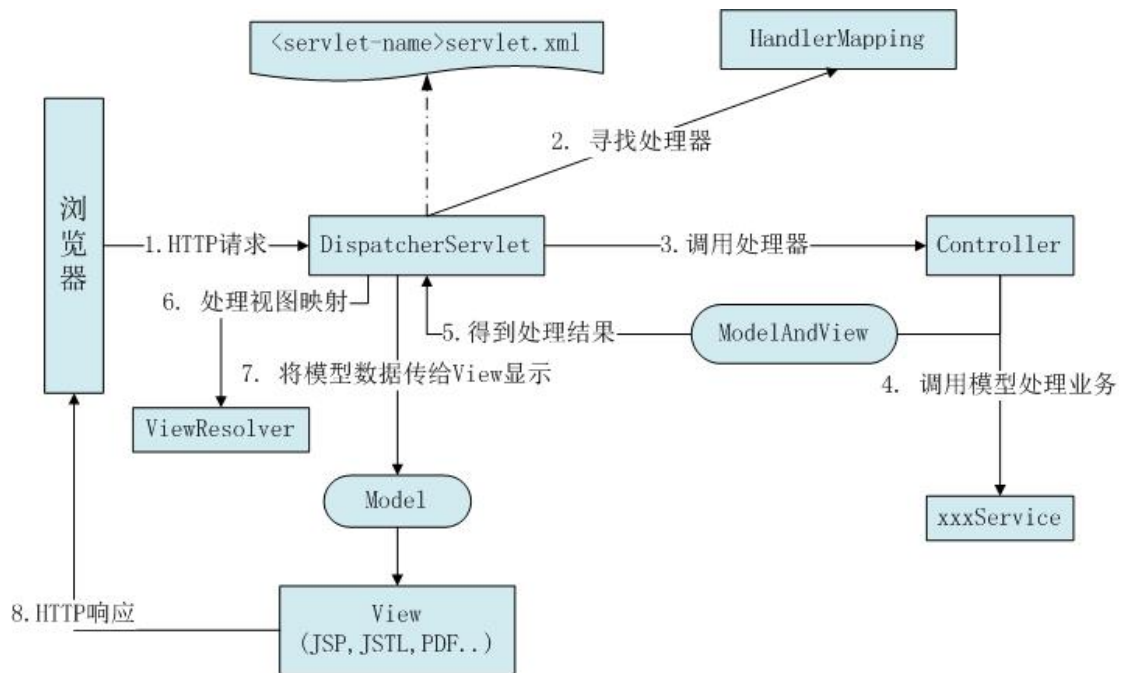 <servlet-name>servlet.xml
HandlerMapping
2. 寻找处理器
浏
览
器
1.HTTP请求
DispatcherServlet
3.调用处理器
Controller
6. 处理视图映射
5.得到处理结果
ModelAndView
7. 将模型数据传给View显示
4. 调用模型处理业务
ViewResolver
Model
xxxService
8.HTTP响应
View
(JSP,JSTL,PDF..)